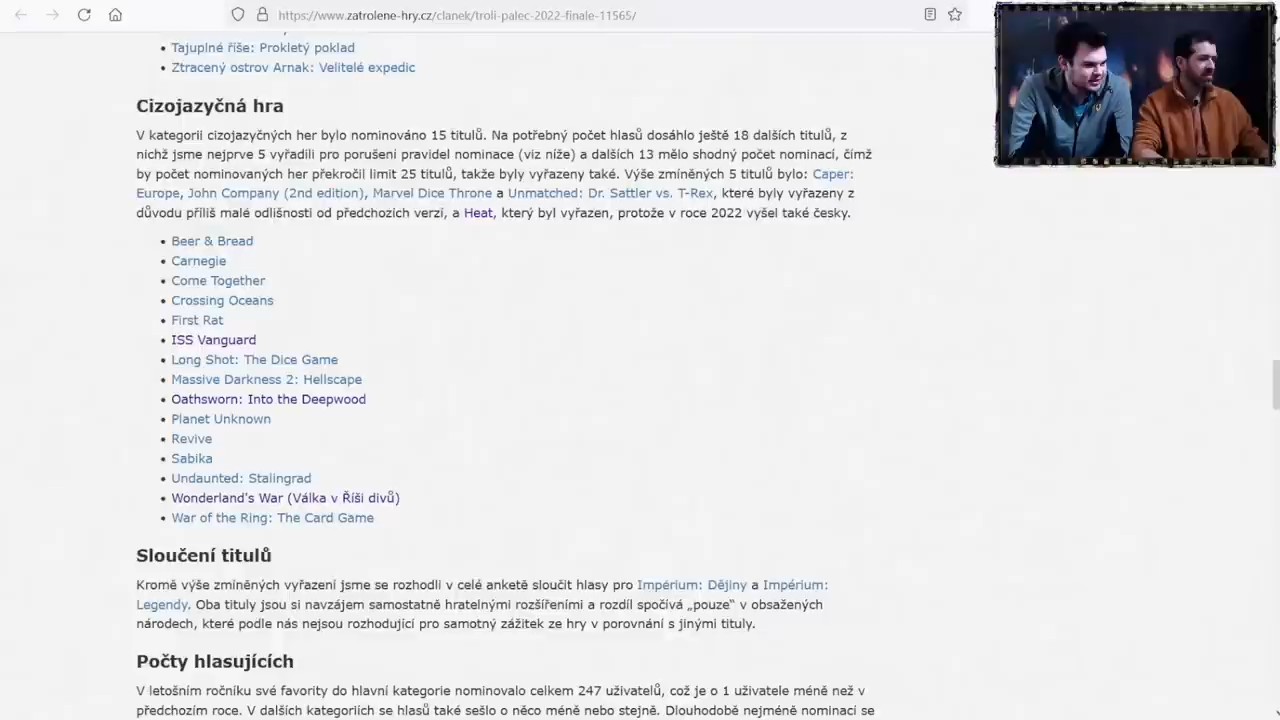 https://www.zatrolene-hry.cz/clanek/troli-palec-2022-finale-11565/
Tajuplné říše: Prokletý poklad
Ztracený ostrov Arnak: Velitelé expedic
Cizojazyčná hra
V kategorii cizojazyčných her bylo nominováno 15 titulů. Na potřebný počet hlasů dosáhlo ještě 18 dalších titulů, z
nichž jsme nejprve 5 vyřadili pro porušení pravidel nominace (viz níže) a dalších 13 mělo shodný počet nominací, čímž
by počet nominovaných her překročil limit 25 titulů, takže byly vyřazeny také. Výše zmíněných 5 titulů bylo: Caper:
Europe, John Company (2nd edition), Marvel Dice Throne a Unmatched: Dr. Sattler vs. T-Rex, které byly vyřazeny z
důvodu příliš malé odlišnosti od předchozích verzí, a Heat, který byl vyřazen, protože v roce 2022 vyšel také česky.
Beer & Bread
Carnegie
Come Together
Crossing Oceans
First Rat
ISS Vanguard
Long Shot: The Dice Game
Massive Darkness 2: Hellscape
Oathsworn: Into the Deepwood
Planet Unknown
Revive
Sabika
Undaunted: Stalingrad
Wonderland's War (Válka v Říši divů)
War of the Ring: The Card Game
Sloučení titulů
Kromě výše zmíněných vyřazení jsme se rozhodli v celé anketě sloučit hlasy pro Impérium: Dějiny a Impérium:
Legendy. Oba tituly jsou si navzájem samostatně hratelnými rozšířeními a rozdíl spočívá „pouze“ v obsažených
národech, které podle nás nejsou rozhodující pro samotný zážitek ze hry v porovnání s jinými tituly.
Počty hlasujících
V letošním ročníku své favority do hlavní kategorie nominovalo celkem 247 uživatelů, což je o 1 uživatele méně než v
předchozím roce. V dalších kategoriích se hlasů také sešlo o něco méně nebo stejně. Dlouhodobě nejméně nominací se